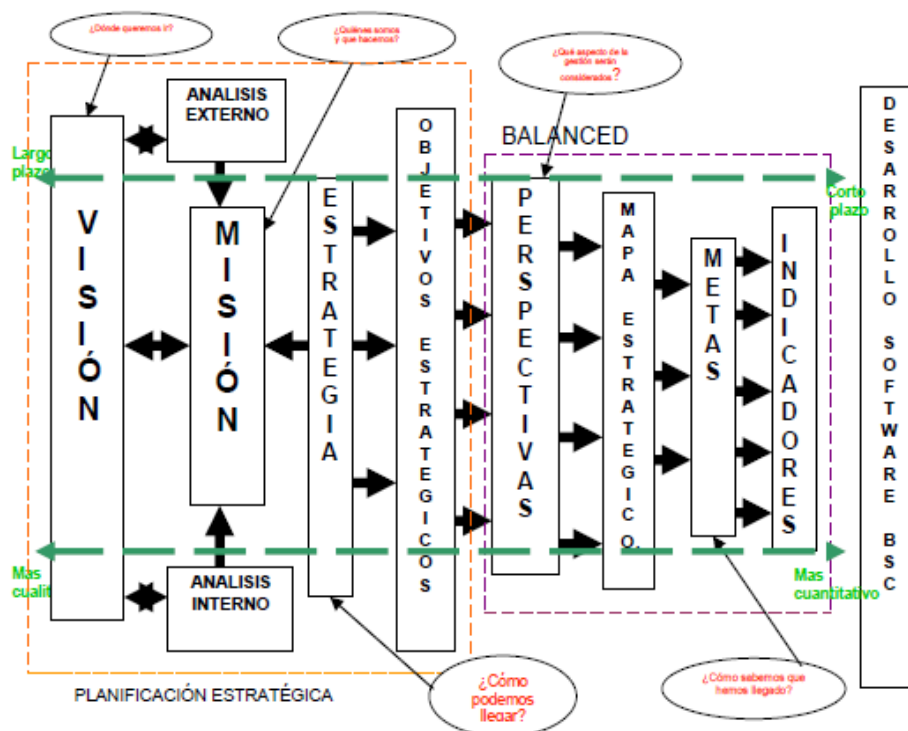 ¿Dónde queremos ir?
¿Quiénes somos
y que hacemos?
¿Qué aspecto de la
gestión serán
considerados?
ANALISIS
EXTERNO
BALANCED
Largo
plazo
Corto
plazo
VISIÓN
MISIÓN
ESTRATEGIA
OBJETIVOS ESTRATEGICOS
PERSPECTIVAS
MAPA ESTRATEGICO.
METAS
INDICADORES
DESARROLLO SOFTWARE BSC
Mas
cualit
ANALISIS
INTERNO
Mas
cuantitativo
PLANIFICACIÓN ESTRATÉGICA
¿Cómo
podemos
llegar?
¿Cómo sabemos que
hemos llegado?